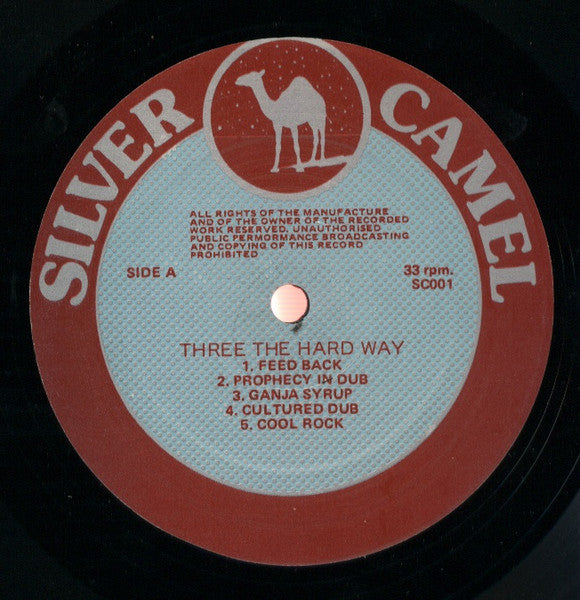 SILVER CAMEL
ALL RIGHTS OF THE MANUFACTURE
AND OF THE OWNER OF THE RECORDED
WORK RESERVED. UNAUTHORISED
PUBLIC PERMORMANCE BROADCASTING
AND COPYING OF THIS RECORD
PROHIBITED
SIDE A
33 rpm.
SC001
THREE THE HARD WAY
1. FEED BACK
2. PROPHECY IN DUB
3. GANJA SYRUP
4. CULTURED DUB
5. COOL ROCK